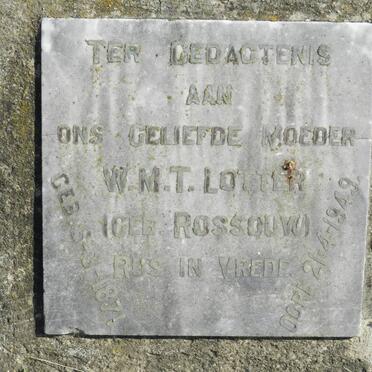 TER GEDAGTENIS
AAN
ONS GELIEFDE MOEDER
W.M.T. LOTTER
(GEB. ROSSOUW)
RUS IN VREDE
OORL. 21-4-1949.